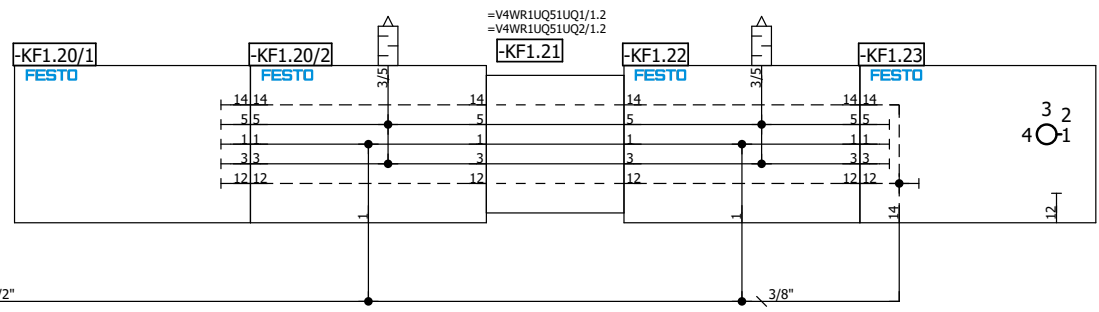 =V4WR1UQ51UQ1/1.2
=V4WR1UQ51UQ2/1.2
-KF1.20/1
-KF1.20/2
-KF1.21
-KF1.22
-KF1.23
FESTO
FESTO
FESTO
FESTO
3/5
3/5
14 14 14 14 14 14
5 5 5 5 5 5
1 1 1 1 1 1
3 3 3 3 3 3
12 12 12 12 12 12
3
2
4
1
1
1
14
12
/2"
3/8"